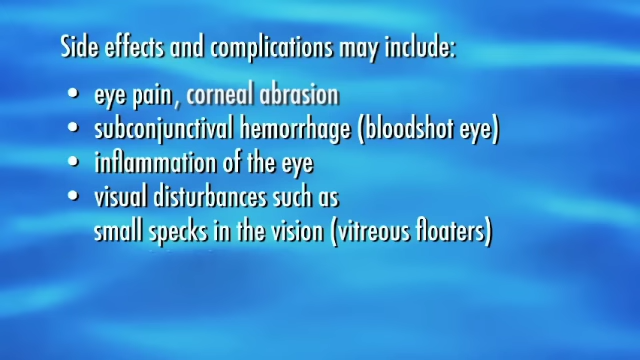 Side effects and complications may include:
• eye pain, corneal abrasion
• subconjunctival hemorrhage (bloodshot eye)
• inflammation of the eye
• visual disturbances such as
small specks in the vision (vitreous floaters)